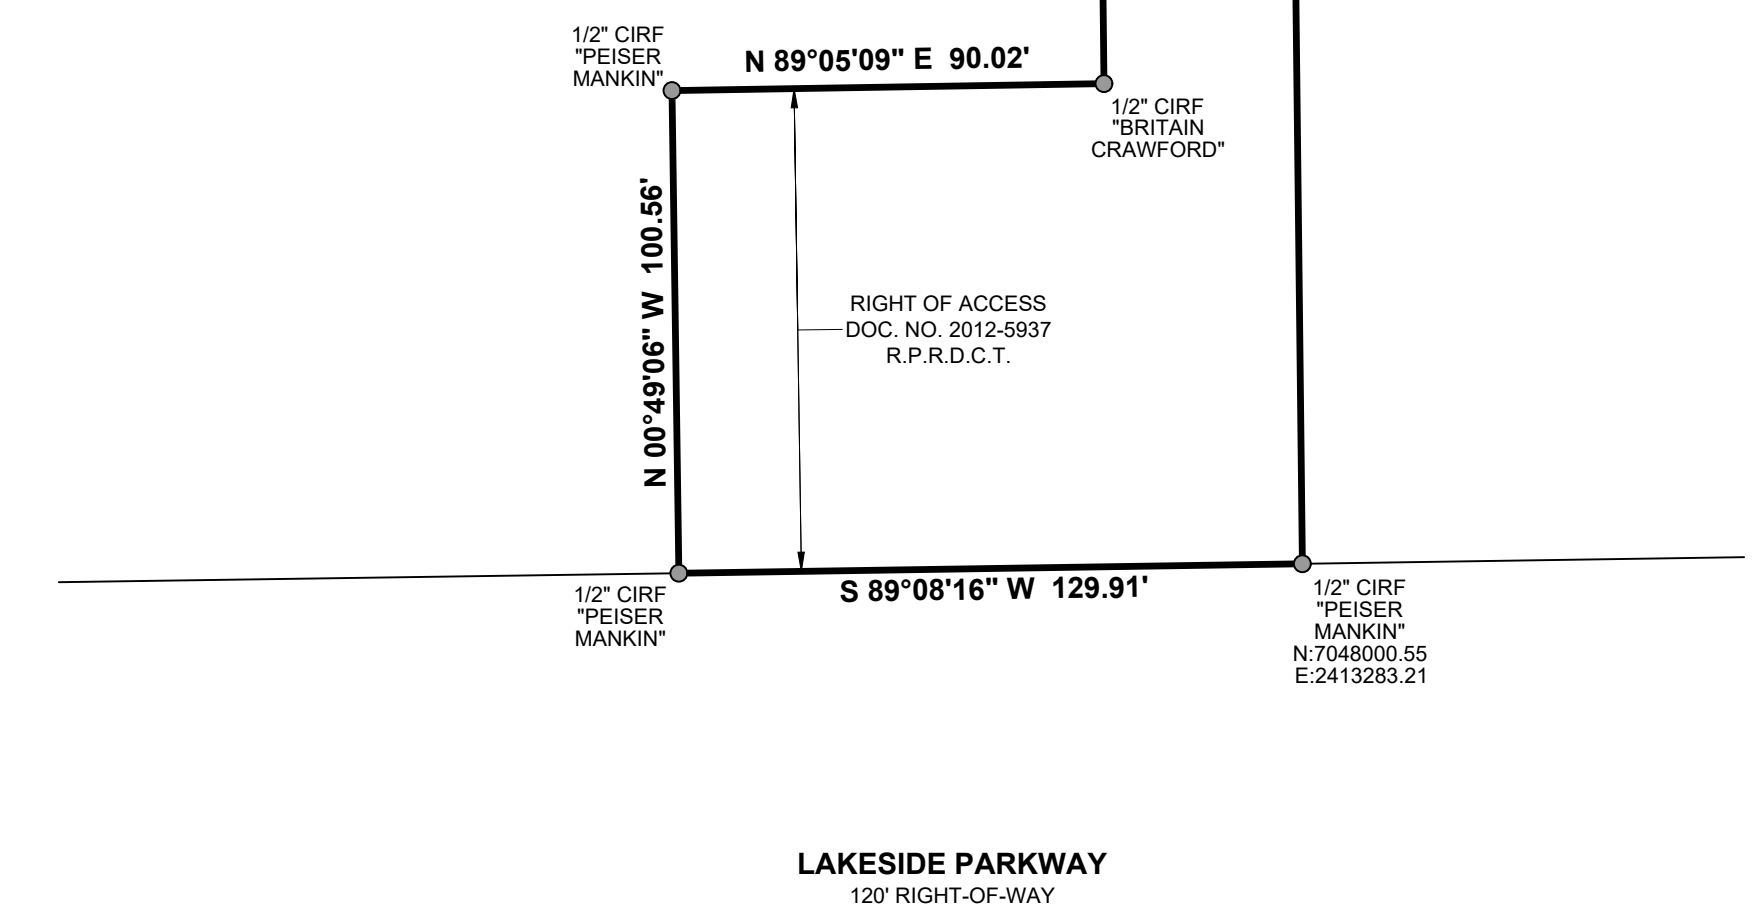 1/2" CIRF
"PEISER
MANKIN"
N 89°05'09" E  90.02'
1/2" CIRF
"BRITAIN
CRAWFORD"
N 00°49'06" W  100.56'
RIGHT OF ACCESS
DOC. NO. 2012-5937
R.P.R.D.C.T.
S 89°08'16" W  129.91'
1/2" CIRF
"PEISER
MANKIN"
1/2" CIRF
"PEISER
MANKIN"
N:7048000.55
E:2413283.21
LAKESIDE PARKWAY
120' RIGHT-OF-WAY